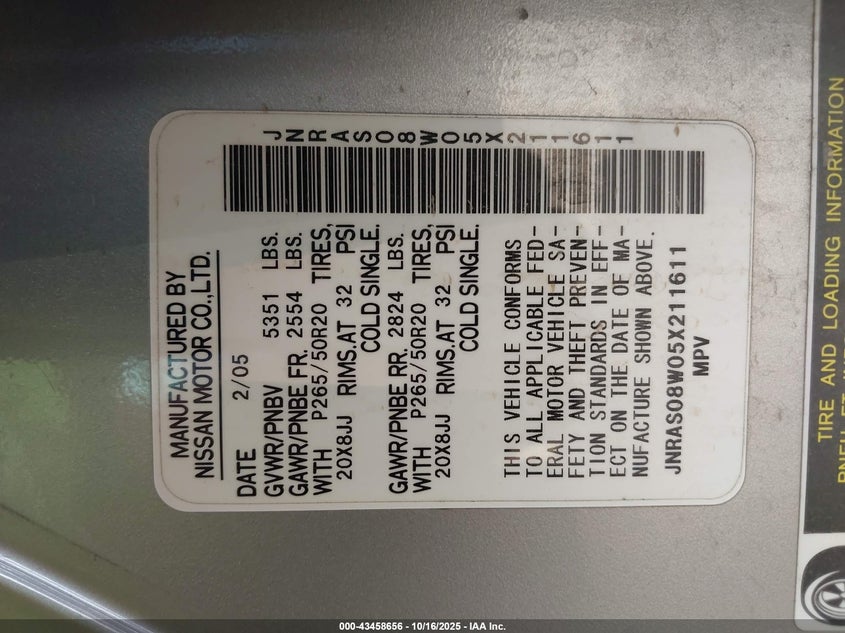 MANUFACTURED BY
NISSAN MOTOR CO.,LTD.
DATE 2/05
GVWR/PNBV 5351 LBS.
GAWR/PNBE FR. 2554 LBS.
WITH P265/50R20 TIRES,
20X8JJ RIMS.AT 32 PSI
COLD SINGLE.
GAWR/PNBE RR. 2824 LBS.
WITH P265/50R20 TIRES,
20X8JJ RIMS.AT 32 PSI
COLD SINGLE.
THIS VEHICLE CONFORMS
TO ALL APPLICABLE FED-
ERAL MOTOR VEHICLE SA-
FETY AND THEFT PREVEN-
TION STANDARDS IN EFF-
ECT ON THE DATE OF MA-
NUFACTURE SHOWN ABOVE.
JNRAS08W05X211611
MPV
JNRAS08W05X211611
TIRE AND LOADING INFORMATION
000-43458656 - 10/16/2025 - IAA Inc.